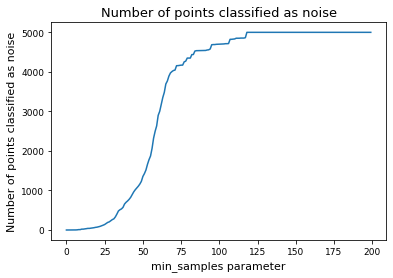 Number of points classified as noise
Number of points classified as noise
5000
4000
3000
2000
1000
0
0 25 50 75 100 125 150 175 200
min_samples parameter